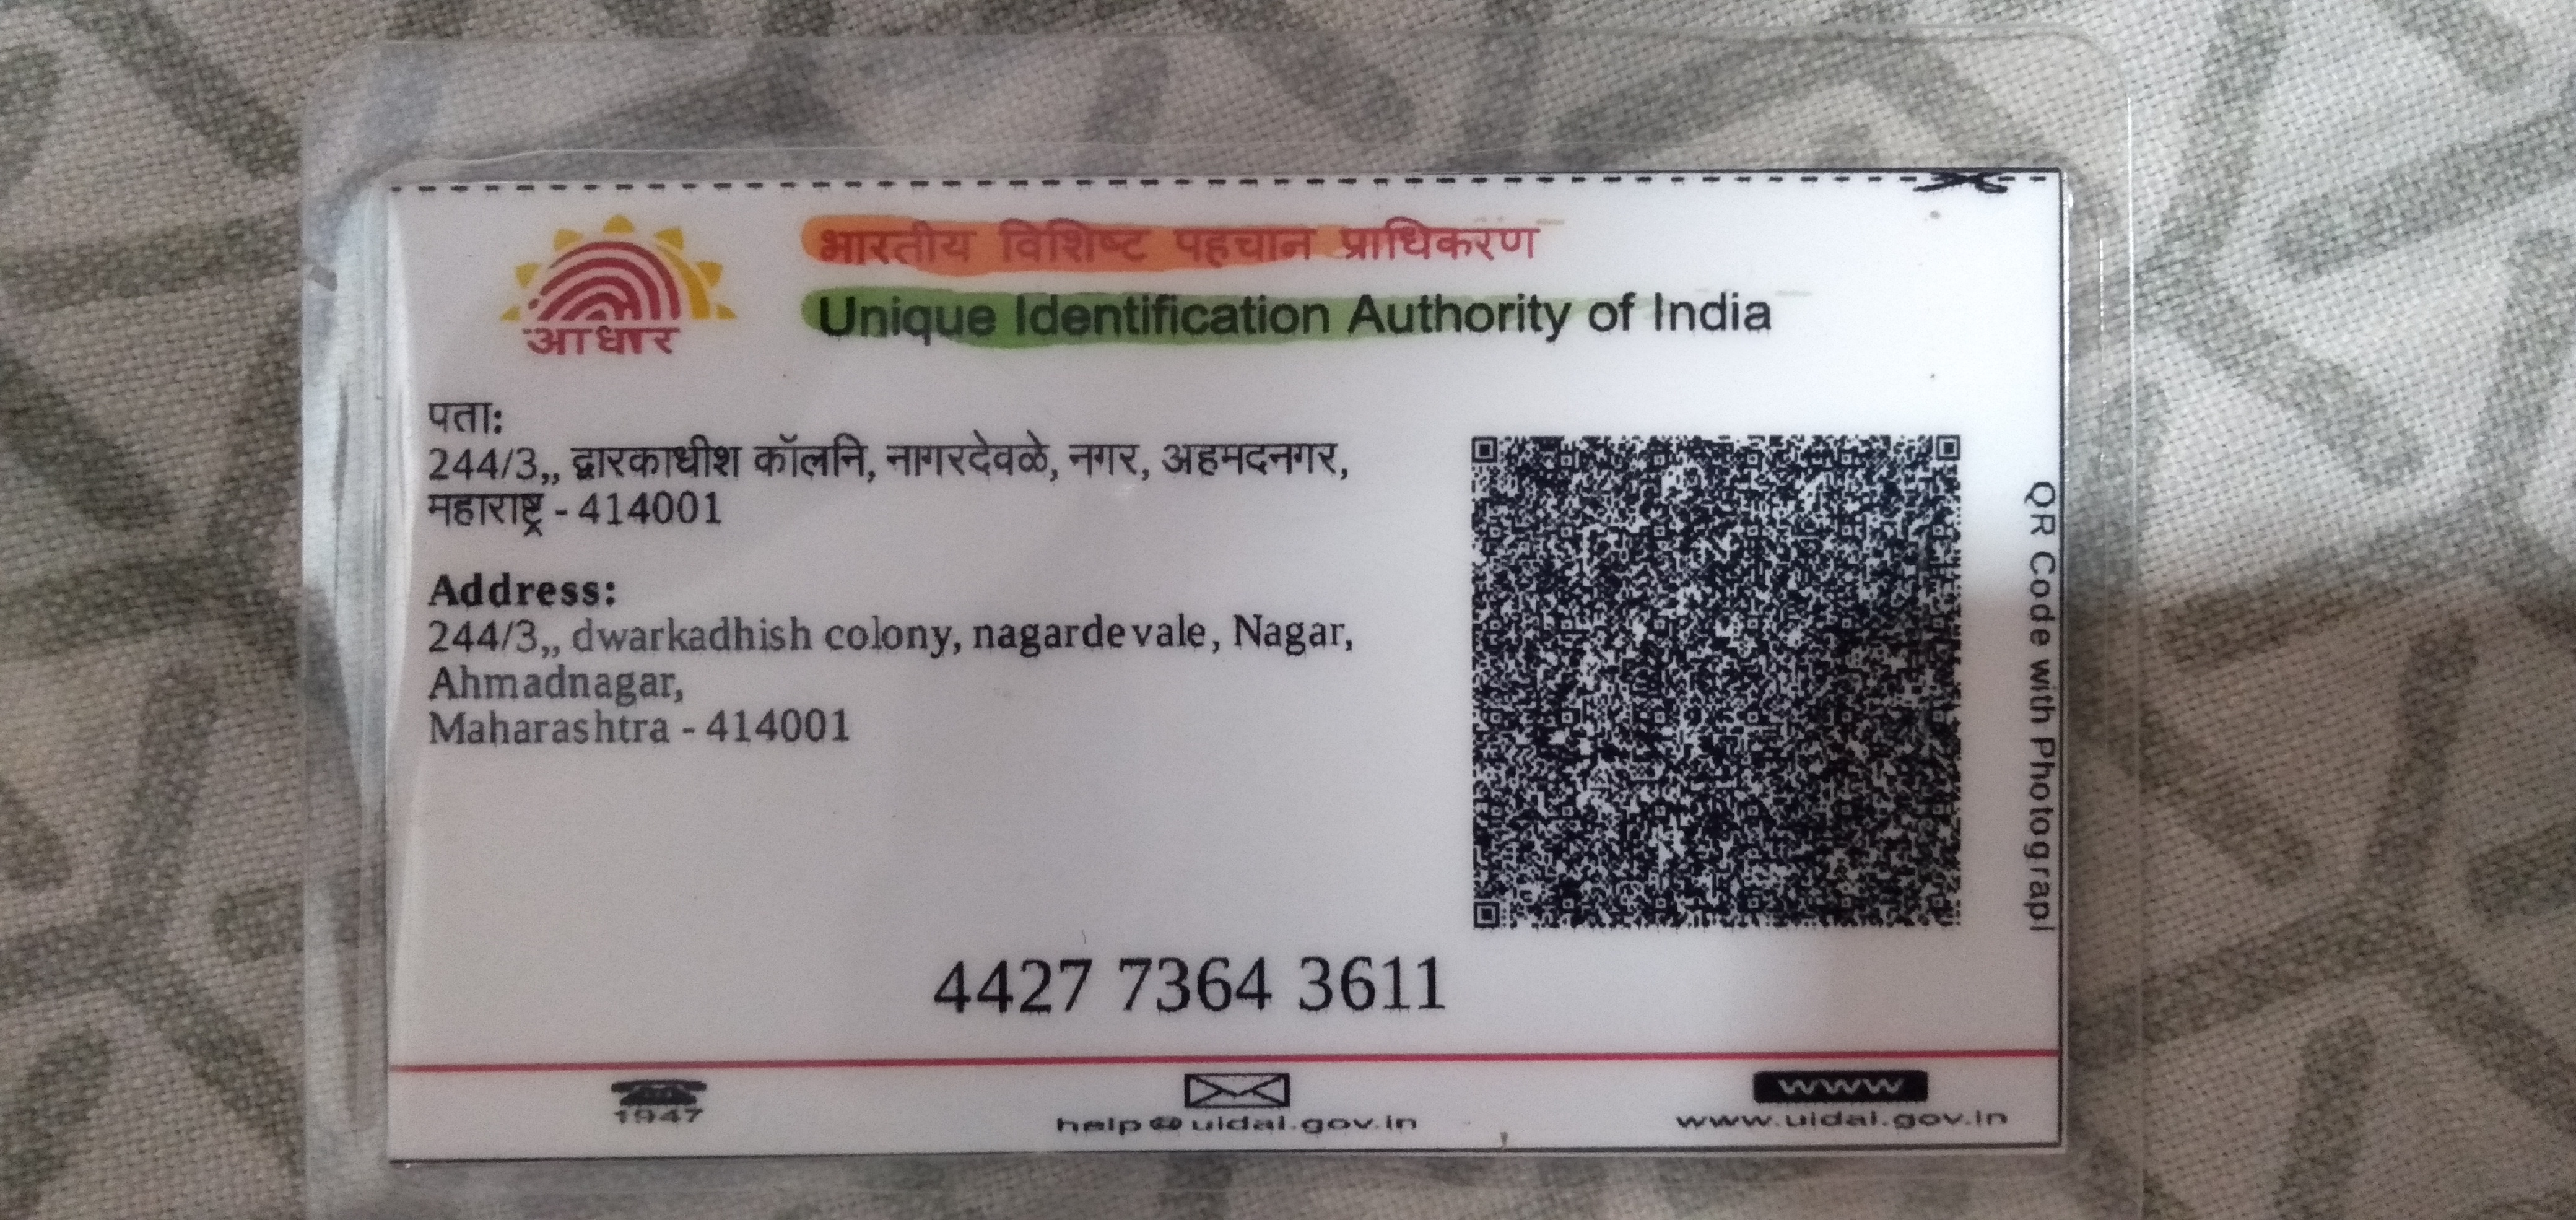 आधार
भारतीय विशिष्ट पहचान प्राधिकरण
Unique Identification Authority of India
पता:
244/3,, द्वारकाधीश कॉलनि, नागरदेवळे, नगर, अहमदनगर,
महाराष्ट्र - 414001
Address:
244/3,, dwarkadhish colony, nagardevale, Nagar,
Ahmadnagar,
Maharashtra - 414001
QR Code with Photograpl
4427 7364 3611
1947
help@uidai.gov.in
www
www.uidai.gov.in